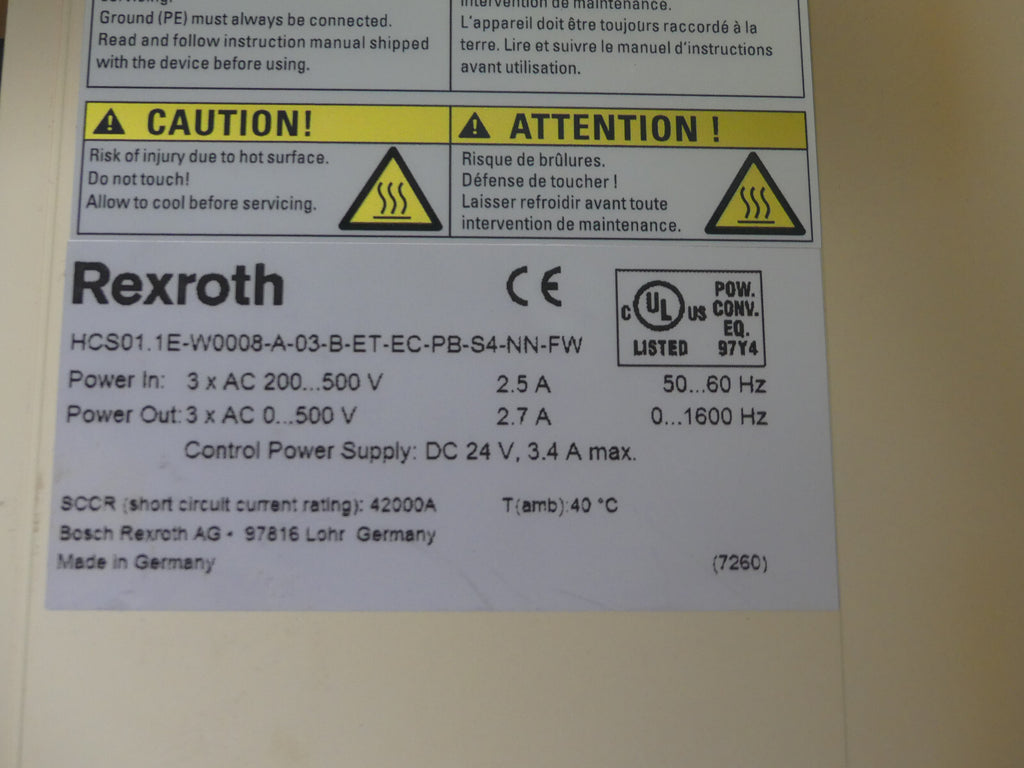 Ground (PE) must always be connected.
Read and follow instruction manual shipped
with the device before using.
intervention de maintenance.
L'appareil doit être toujours raccordé à la
terre. Lire et suivre le manuel d'instructions
avant utilisation.
CAUTION!
Risk of injury due to hot surface.
Do not touch!
Allow to cool before servicing.
ATTENTION !
Risque de brûlures.
Défense de toucher !
Laisser refroidir avant toute
intervention de maintenance.
Rexroth
CE
C UL US
LISTED
POW.
CONV.
EQ.
97Y4
HCS01.1E-W0008-A-03-B-ET-EC-PB-S4-NN-FW
Power In: 3 x AC 200...500 V 2.5 A 50...60 Hz
Power Out: 3 x AC 0...500 V 2.7 A 0...1600 Hz
Control Power Supply: DC 24 V, 3.4 A max.
SCCR (short circuit current rating): 42000A T(amb):40 °C
Bosch Rexroth AG - 97816 Lohr Germany
Made in Germany (7260)